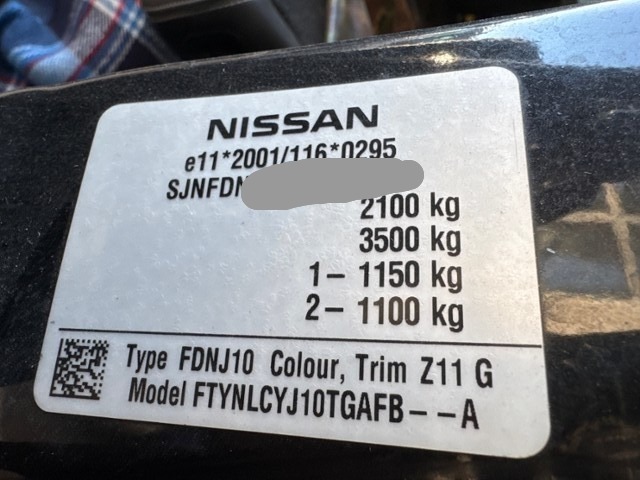 NISSAN
e11*2001/116*0295
SJNFDN
2100 kg
3500 kg
1- 1150 kg
2- 1100 kg
Type FDNJ10 Colour, Trim Z11 G
Model FTYNLCYJ10TGAFB--A